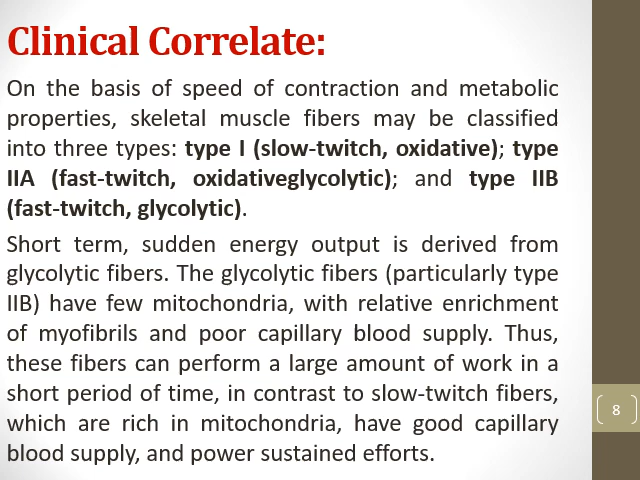 Clinical Correlate:
On the basis of speed of contraction and metabolic
properties, skeletal muscle fibers may be classified
into three types: type I (slow-twitch, oxidative); type
IIA (fast-twitch, oxidativeglycolytic); and type IIB
(fast-twitch, glycolytic).
Short term, sudden energy output is derived from
glycolytic fibers. The glycolytic fibers (particularly type
IIB) have few mitochondria, with relative enrichment
of myofibrils and poor capillary blood supply. Thus,
these fibers can perform a large amount of work in a
short period of time, in contrast to slow-twitch fibers,
which are rich in mitochondria, have good capillary
blood supply, and power sustained efforts.
8